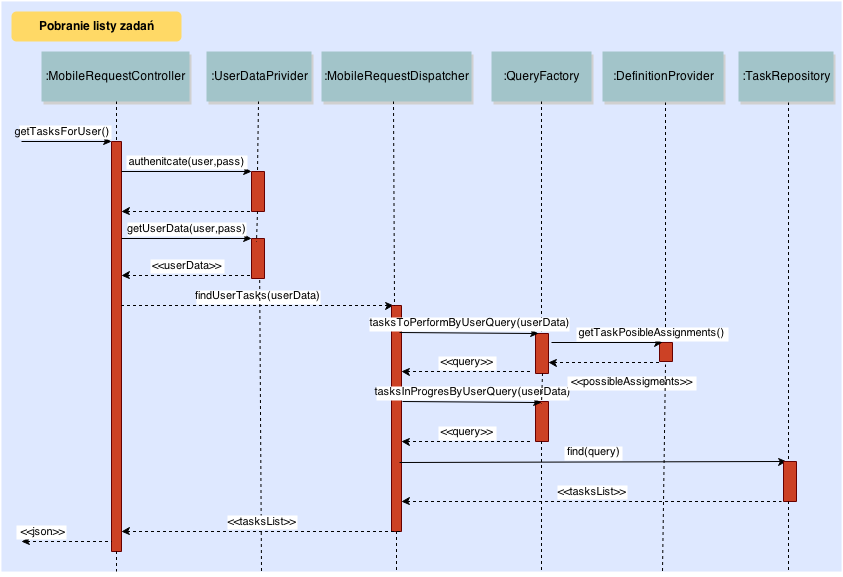 Pobranie listy zadań
:MobileRequestController
:UserDataPrivider
:MobileRequestDispatcher
:QueryFactory
:DefinitionProvider
:TaskRepository
getTasksForUser()
authenitcate(user,pass)
getUserData(user,pass)
<<userData>>
findUserTasks(userData)
tasksToPerformByUserQuery(userData)
getTaskPosibleAssignments()
<<query>>
<<possibleAssigments>>
tasksInProgresByUserQuery(userData)
<<query>>
find(query)
<<tasksList>>
<<tasksList>>
<<json>>